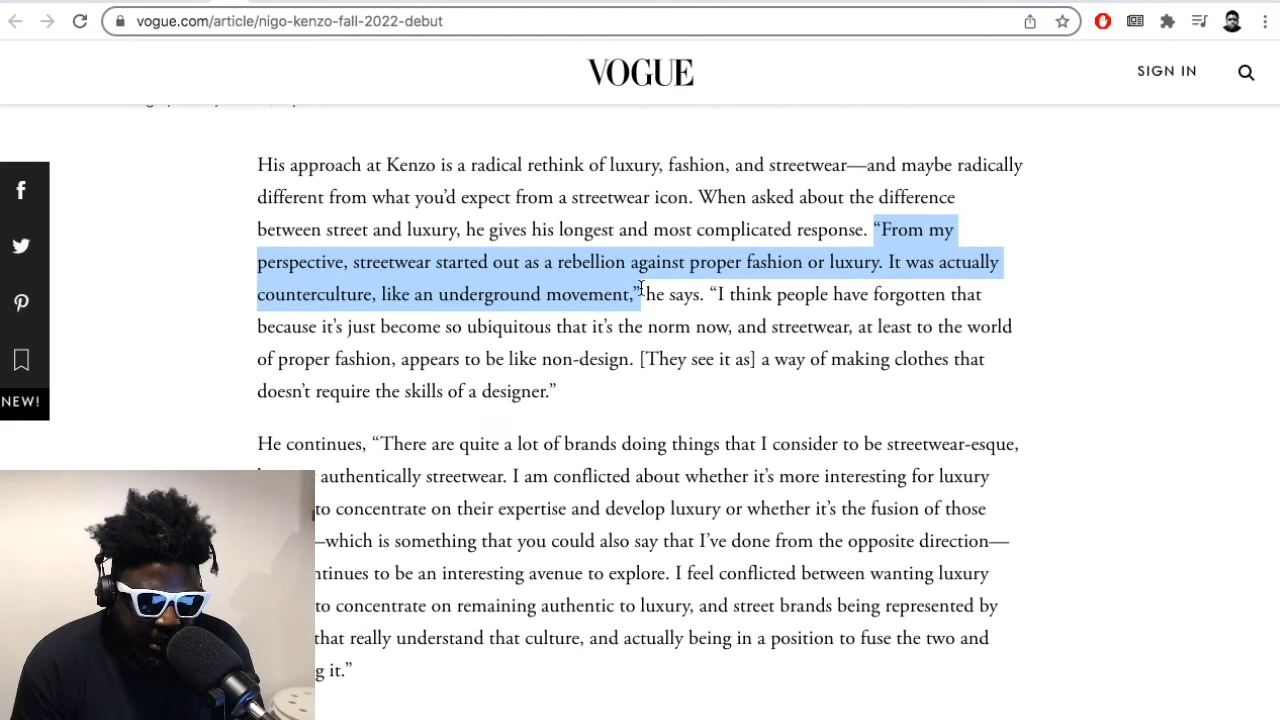 vogue.com/article/nigo-kenzo-fall-2022-debut
VOGUE
SIGN IN
His approach at Kenzo is a radical rethink of luxury, fashion, and streetwear—and maybe radically
different from what you’d expect from a streetwear icon. When asked about the difference
between street and luxury, he gives his longest and most complicated response. “From my
perspective, streetwear started out as a rebellion against proper fashion or luxury. It was actually
counterculture, like an underground movement,” he says. “I think people have forgotten that
because it’s just become so ubiquitous that it’s the norm now, and streetwear, at least to the world
of proper fashion, appears to be like non-design. [They see it as] a way of making clothes that
doesn’t require the skills of a designer.”
NEW!
He continues, “There are quite a lot of brands doing things that I consider to be streetwear-esque,
authentically streetwear. I am conflicted about whether it’s more interesting for luxury
to concentrate on their expertise and develop luxury or whether it’s the fusion of those
—which is something that you could also say that I’ve done from the opposite direction—
ntinues to be an interesting avenue to explore. I feel conflicted between wanting luxury
to concentrate on remaining authentic to luxury, and street brands being represented by
that really understand that culture, and actually being in a position to fuse the two and
g it.”